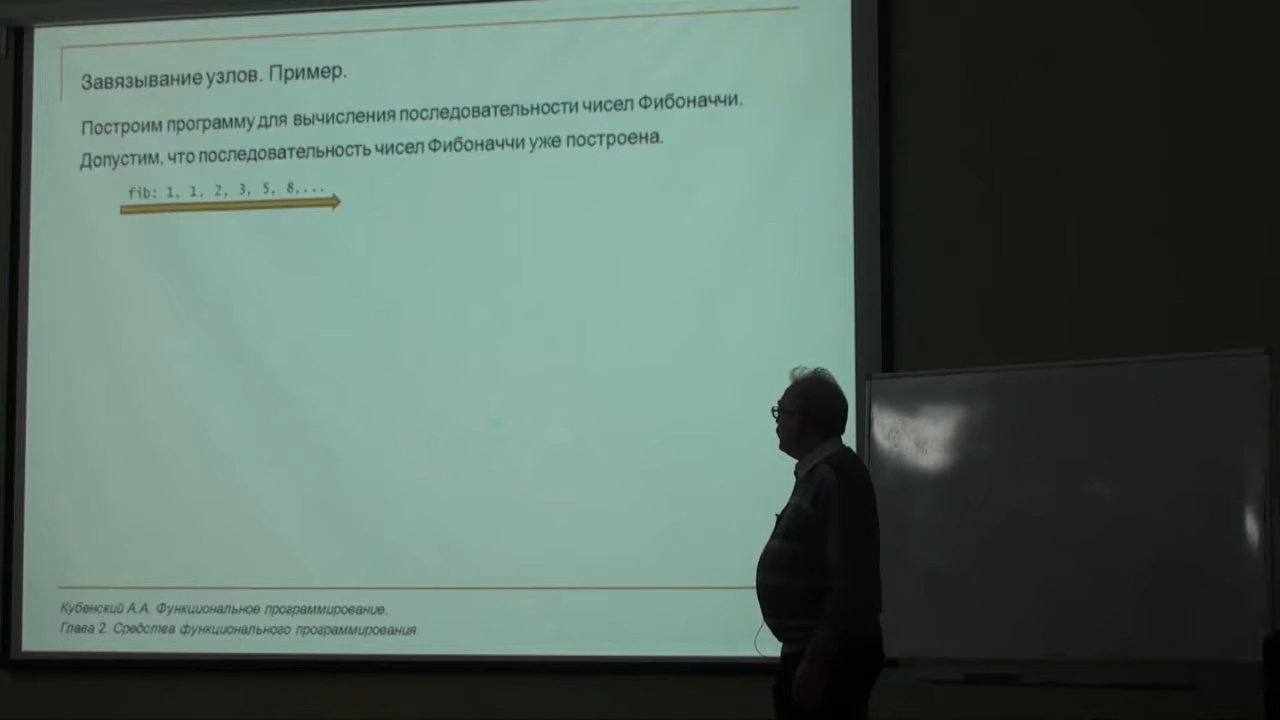 Завязывание узлов. Пример.
Построим программу для вычисления последовательности чисел Фибоначчи.
Допустим, что последовательность чисел Фибоначчи уже построена.
fib: 1, 1, 2, 3, 5, 8,...
Кубенский А.А. Функциональное программирование.
Глава 2. Средства функционального программирования.